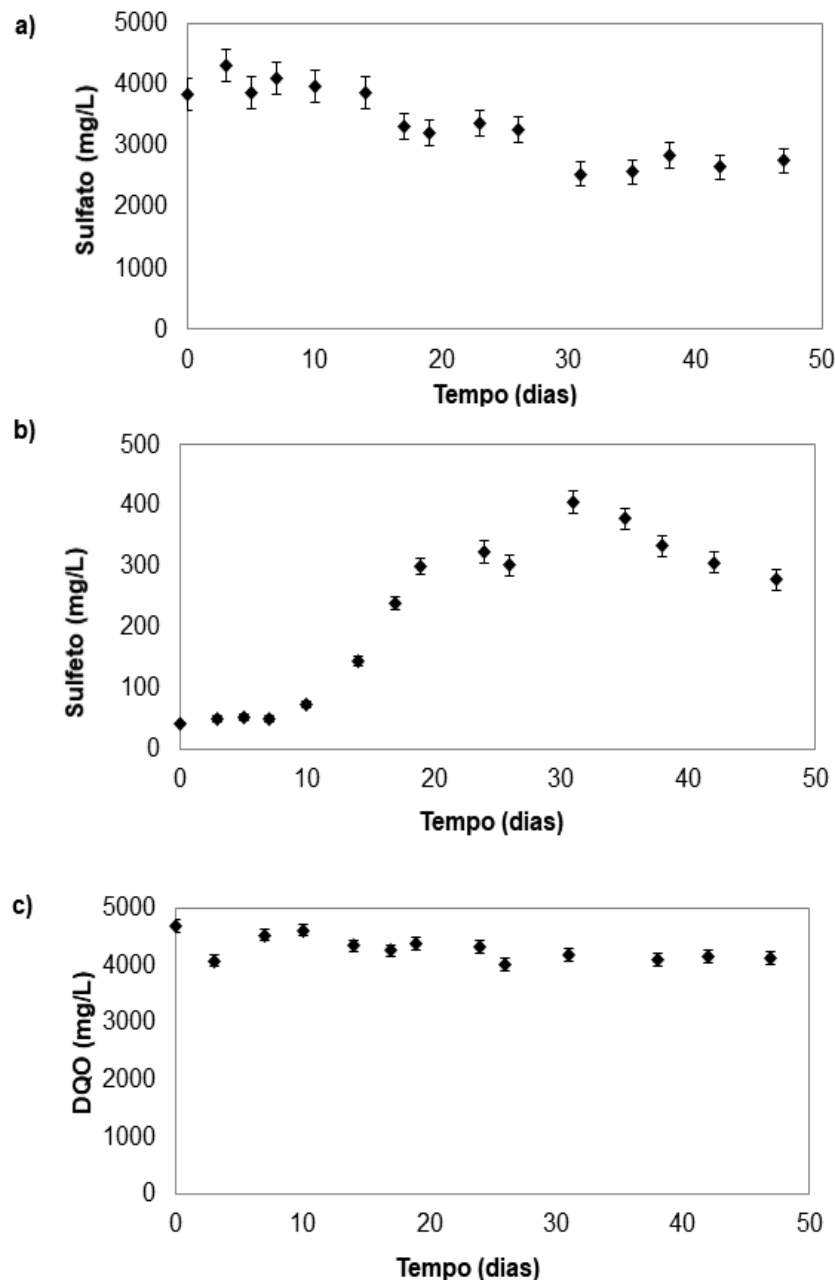 a)
Sulfato (mg/L)
5000
4000
3000
2000
1000
0
0 10 20 30 40 50
Tempo (dias)
b)
Sulfeto (mg/L)
500
400
300
200
100
0
0 10 20 30 40 50
Tempo (dias)
c)
DQO (mg/L)
5000
4000
3000
2000
1000
0
0 10 20 30 40 50
Tempo (dias)